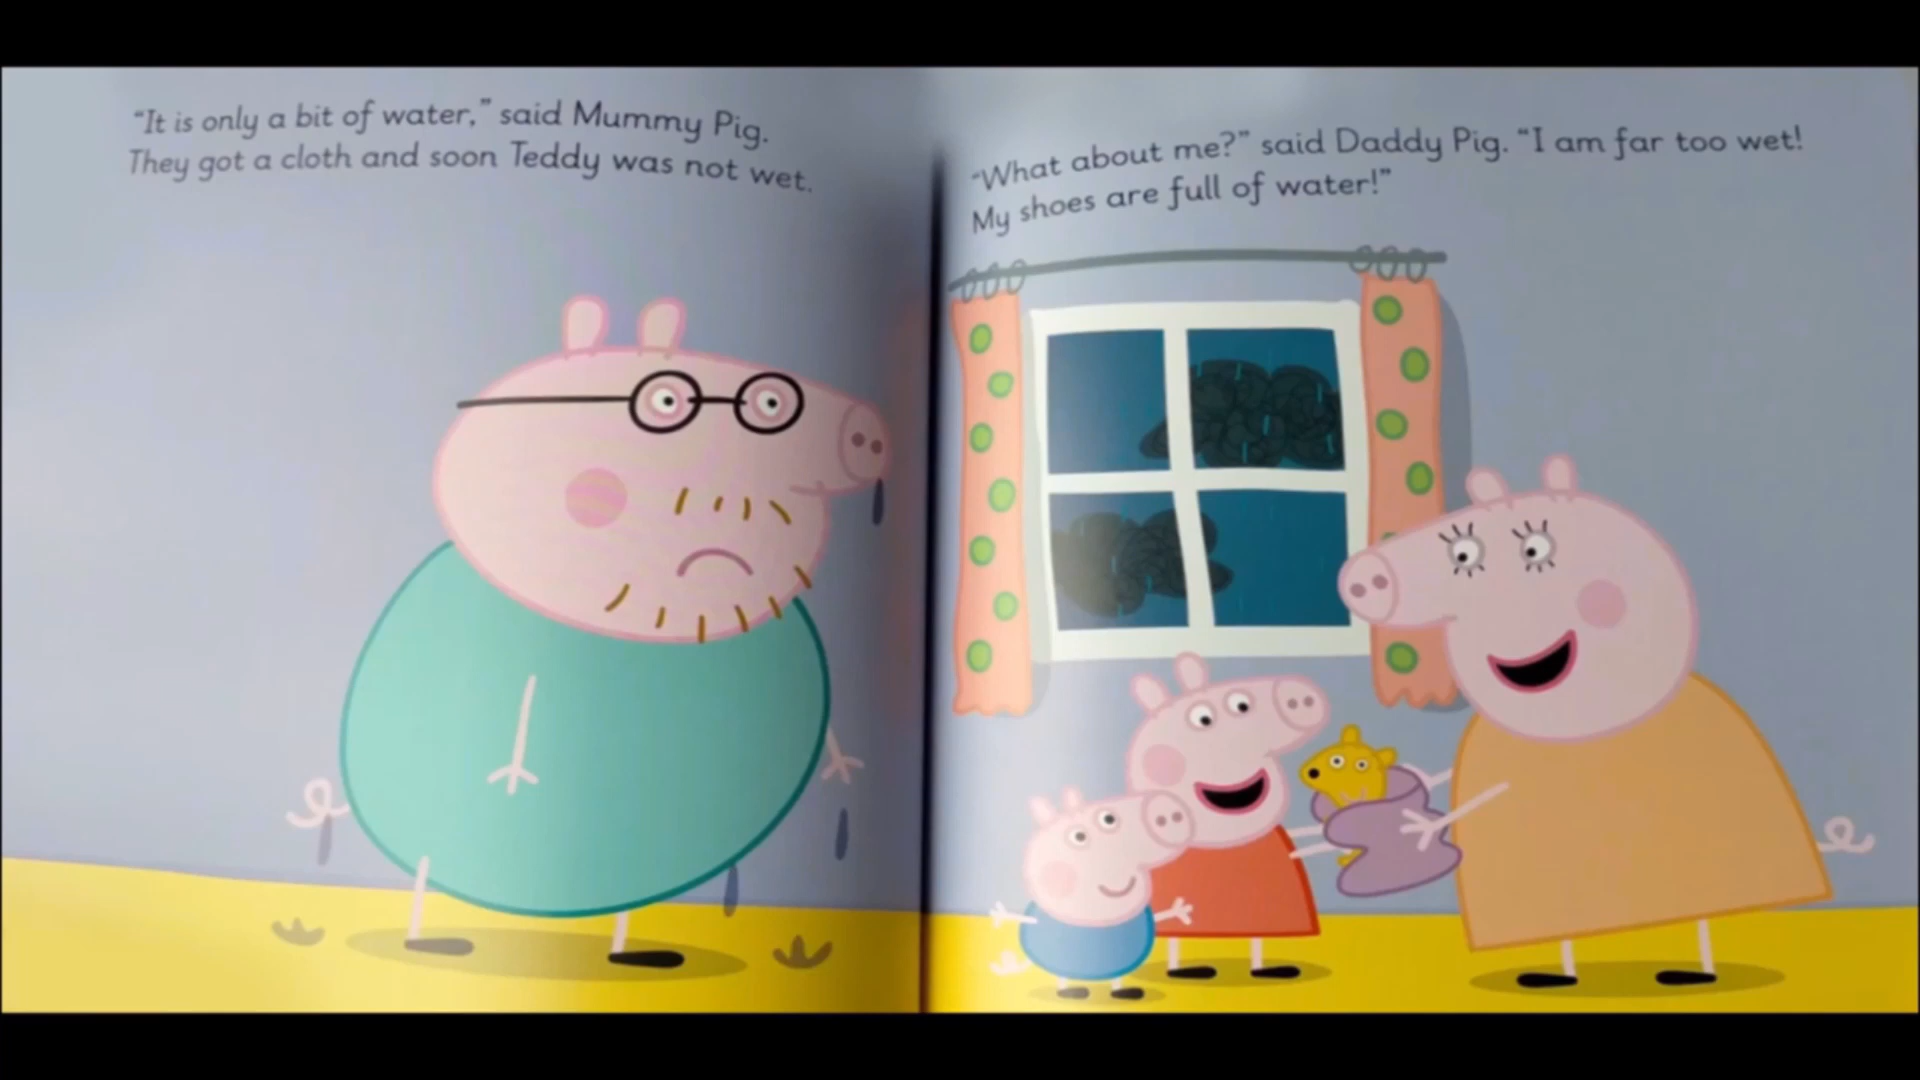 “It is only a bit of water,” said Mummy Pig.
They got a cloth and soon Teddy was not wet.
“What about me?” said Daddy Pig. “I am far too wet!
My shoes are full of water!”